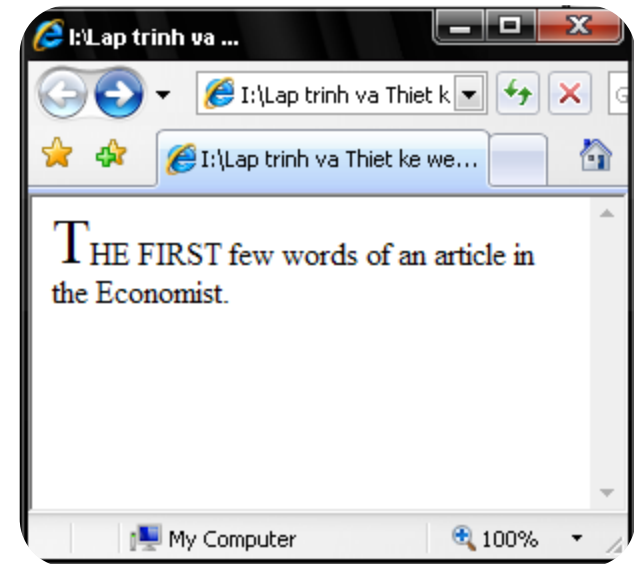 I:\Lap trinh va ...
I:\Lap trinh va Thiet k
G
I:\Lap trinh va Thiet ke we...
THE FIRST few words of an article in
the Economist.
My Computer
100%